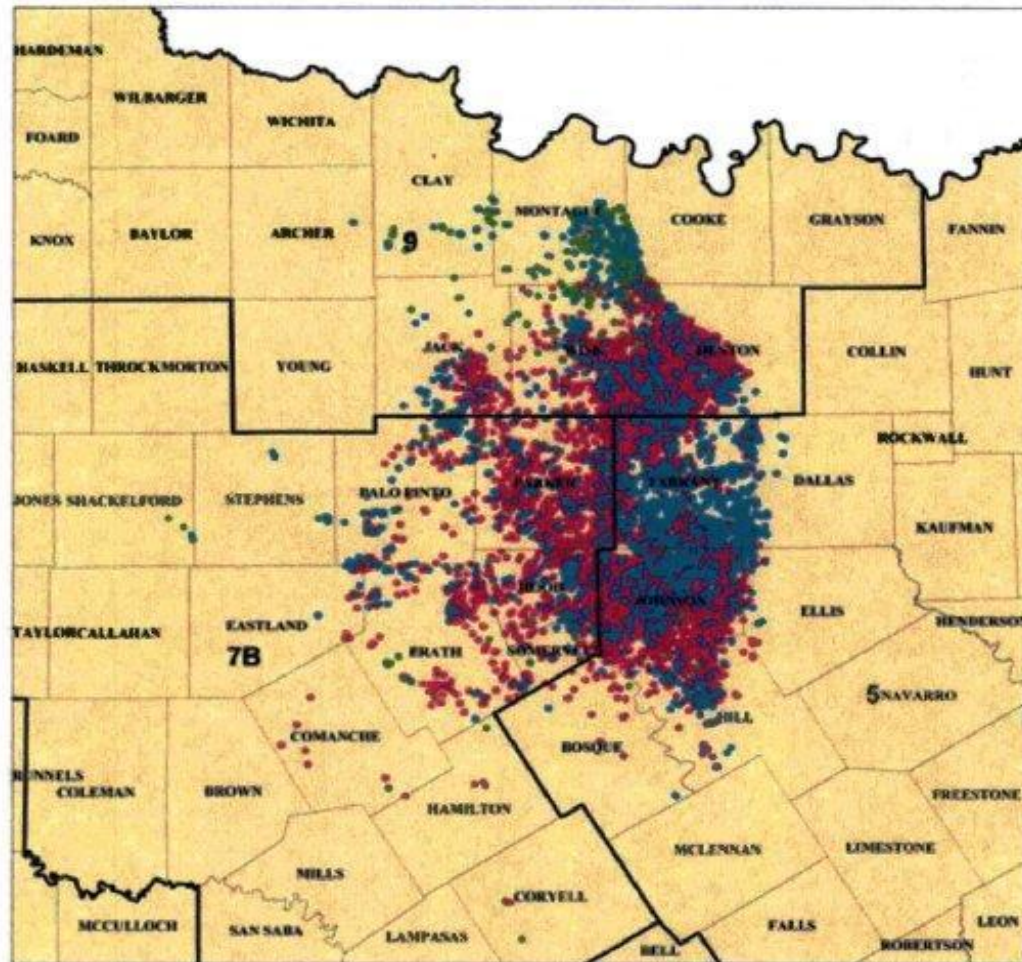 HARDEMAN
WILBARGER
WICHITA
FOARD
CLAY
MONTAGUE
COOKE
GRAYSON
FANNIN
KNOX
BAYLOR
ARCHER
9
JACK
WISE
DENTON
COLLIN
HUNT
HASKELL
THROCKMORTON
YOUNG
ROCKWALL
JONES
SHACKELFORD
STEPHENS
PALO PINTO
PARKER
TARRANT
DALLAS
KAUFMAN
HOOD
JOHNSON
ELLIS
HENDERSON
TAYLOR
CALLAHAN
EASTLAND
7B
ERATH
SOMERVELL
5
NAVARRO
HILL
BOSQUE
COMANCHE
RUNNELS
COLEMAN
BROWN
HAMILTON
FREESTONE
MCLENNAN
LIMESTONE
MILLS
CORYELL
MCCULLOCH
SAN SABA
LAMPASAS
BELL
FALLS
ROBERTSON
LEON